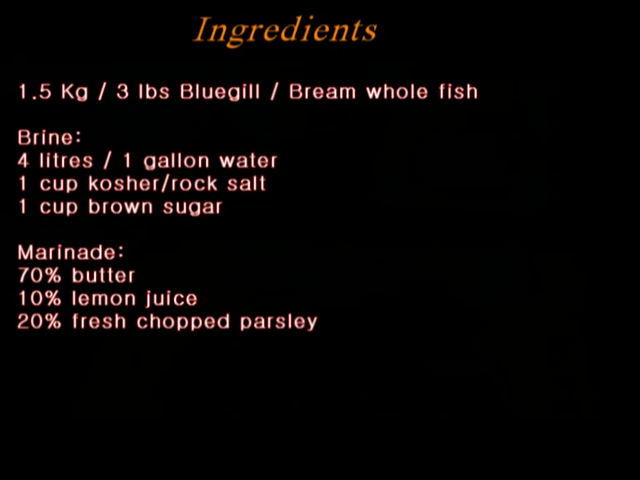 Ingredients
1.5 Kg / 3 lbs Bluegill / Bream whole fish
Brine:
4 litres / 1 gallon water
1 cup kosher/rock salt
1 cup brown sugar
Marinade:
70% butter
10% lemon juice
20% fresh chopped parsley